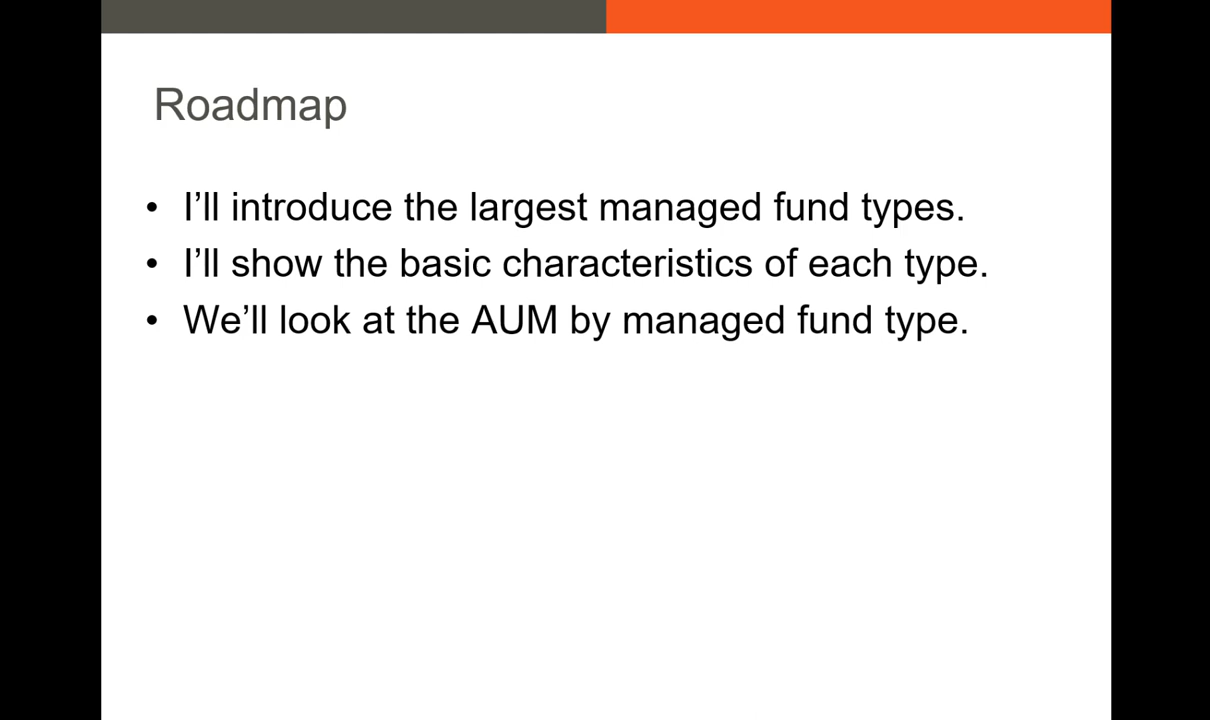 Roadmap
• I’ll introduce the largest managed fund types.
• I’ll show the basic characteristics of each type.
• We’ll look at the AUM by managed fund type.